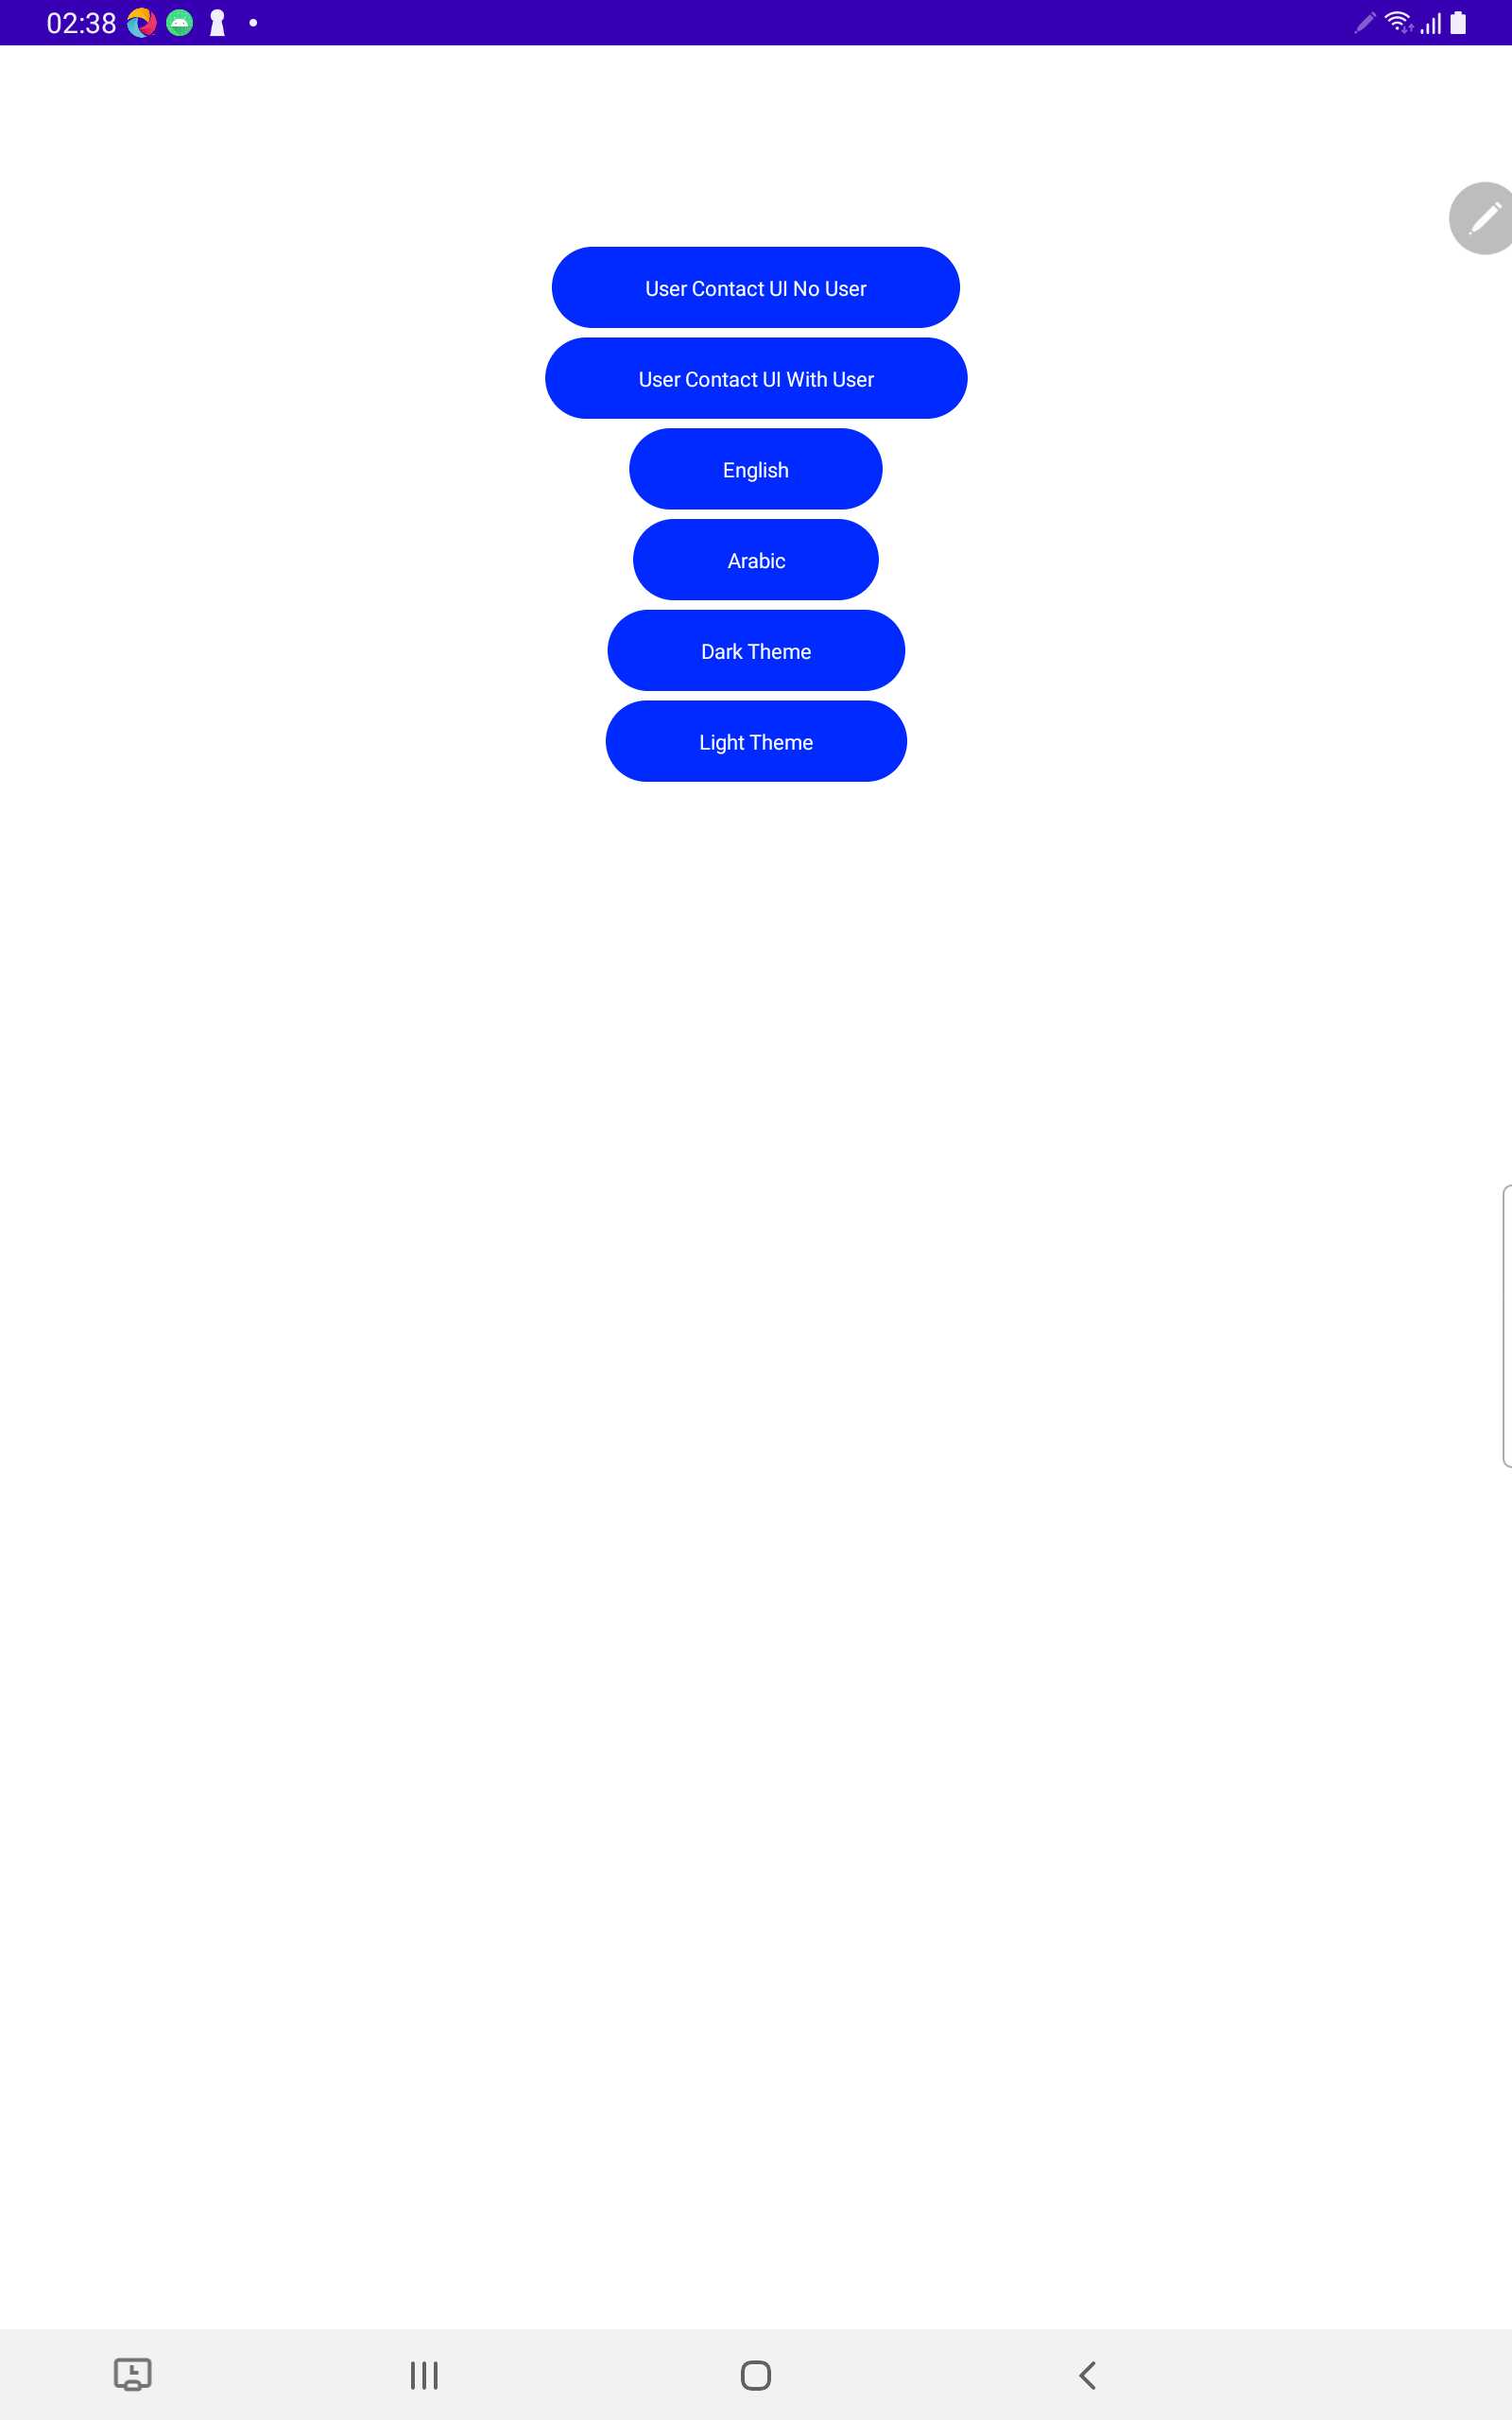 02:38
User Contact UI No User
User Contact UI With User
English
Arabic
Dark Theme
Light Theme